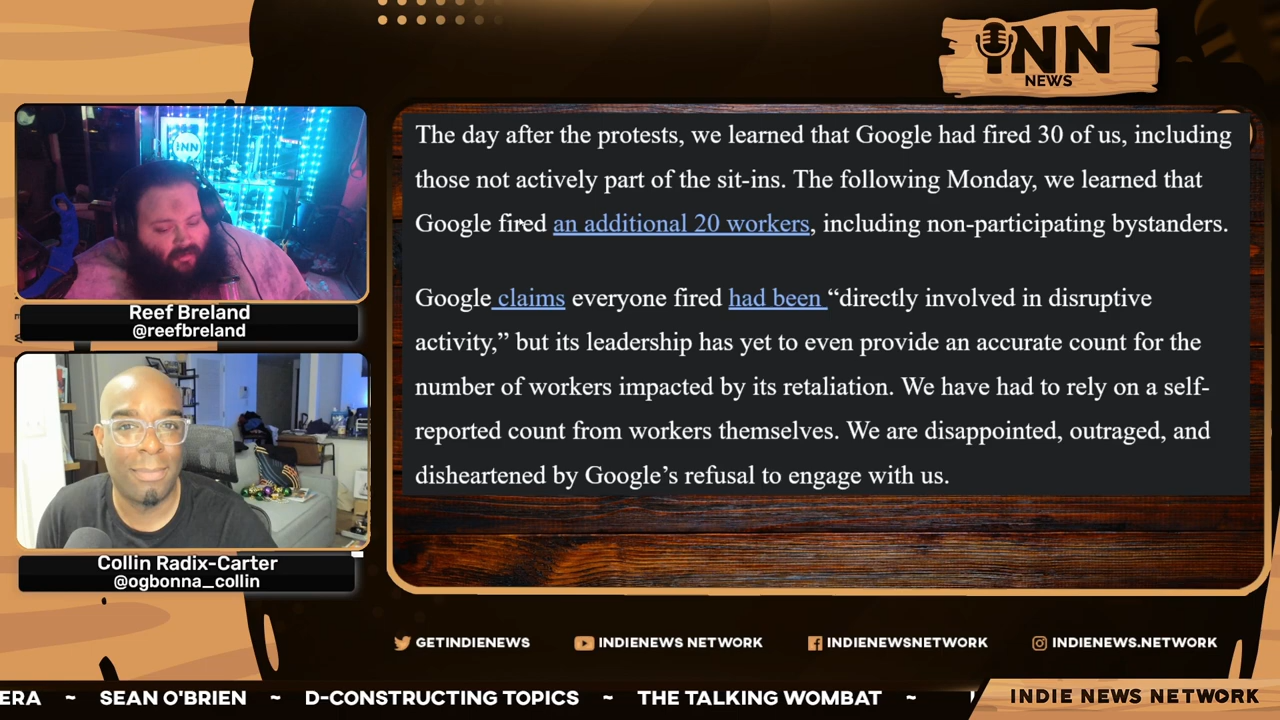 iNN
NEWS
iNN
Reef Breland
@reefbreland
Collin Radix-Carter
@ogbonna_collin
The day after the protests, we learned that Google had fired 30 of us, including
those not actively part of the sit-ins. The following Monday, we learned that
Google fired an additional 20 workers, including non-participating bystanders.
Google claims everyone fired had been “directly involved in disruptive
activity,” but its leadership has yet to even provide an accurate count for the
number of workers impacted by its retaliation. We have had to rely on a self-
reported count from workers themselves. We are disappointed, outraged, and
disheartened by Google’s refusal to engage with us.
GETINDIENEWS
INDIENEWS NETWORK
INDIENEWSNETWORK
INDIENEWS.NETWORK
ERA ~ SEAN O'BRIEN ~ D-CONSTRUCTING TOPICS ~ THE TALKING WOMBAT ~
INDIE NEWS NETWORK